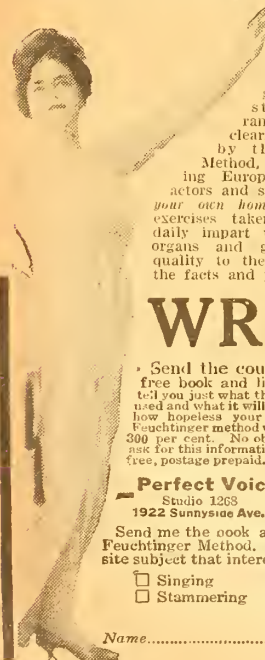 st
ran
clear
by th
Method,
ing Europ
actors and s
your own hom
exercises take
daily impart
organs and g
quality to the
the facts and
WR
Send the cou
free book and li
tell you just what th
used and what it will
how hopeless your
Feuchtinger method
300 per cent. No ob
ask for this informati
free, postage prepaid.
Perfect Voic
Studio 1268
1922 Sunnyside Ave.
Send me the book a
Feuchtinger Method.
site subject that inter
Singing
Stammering
Name